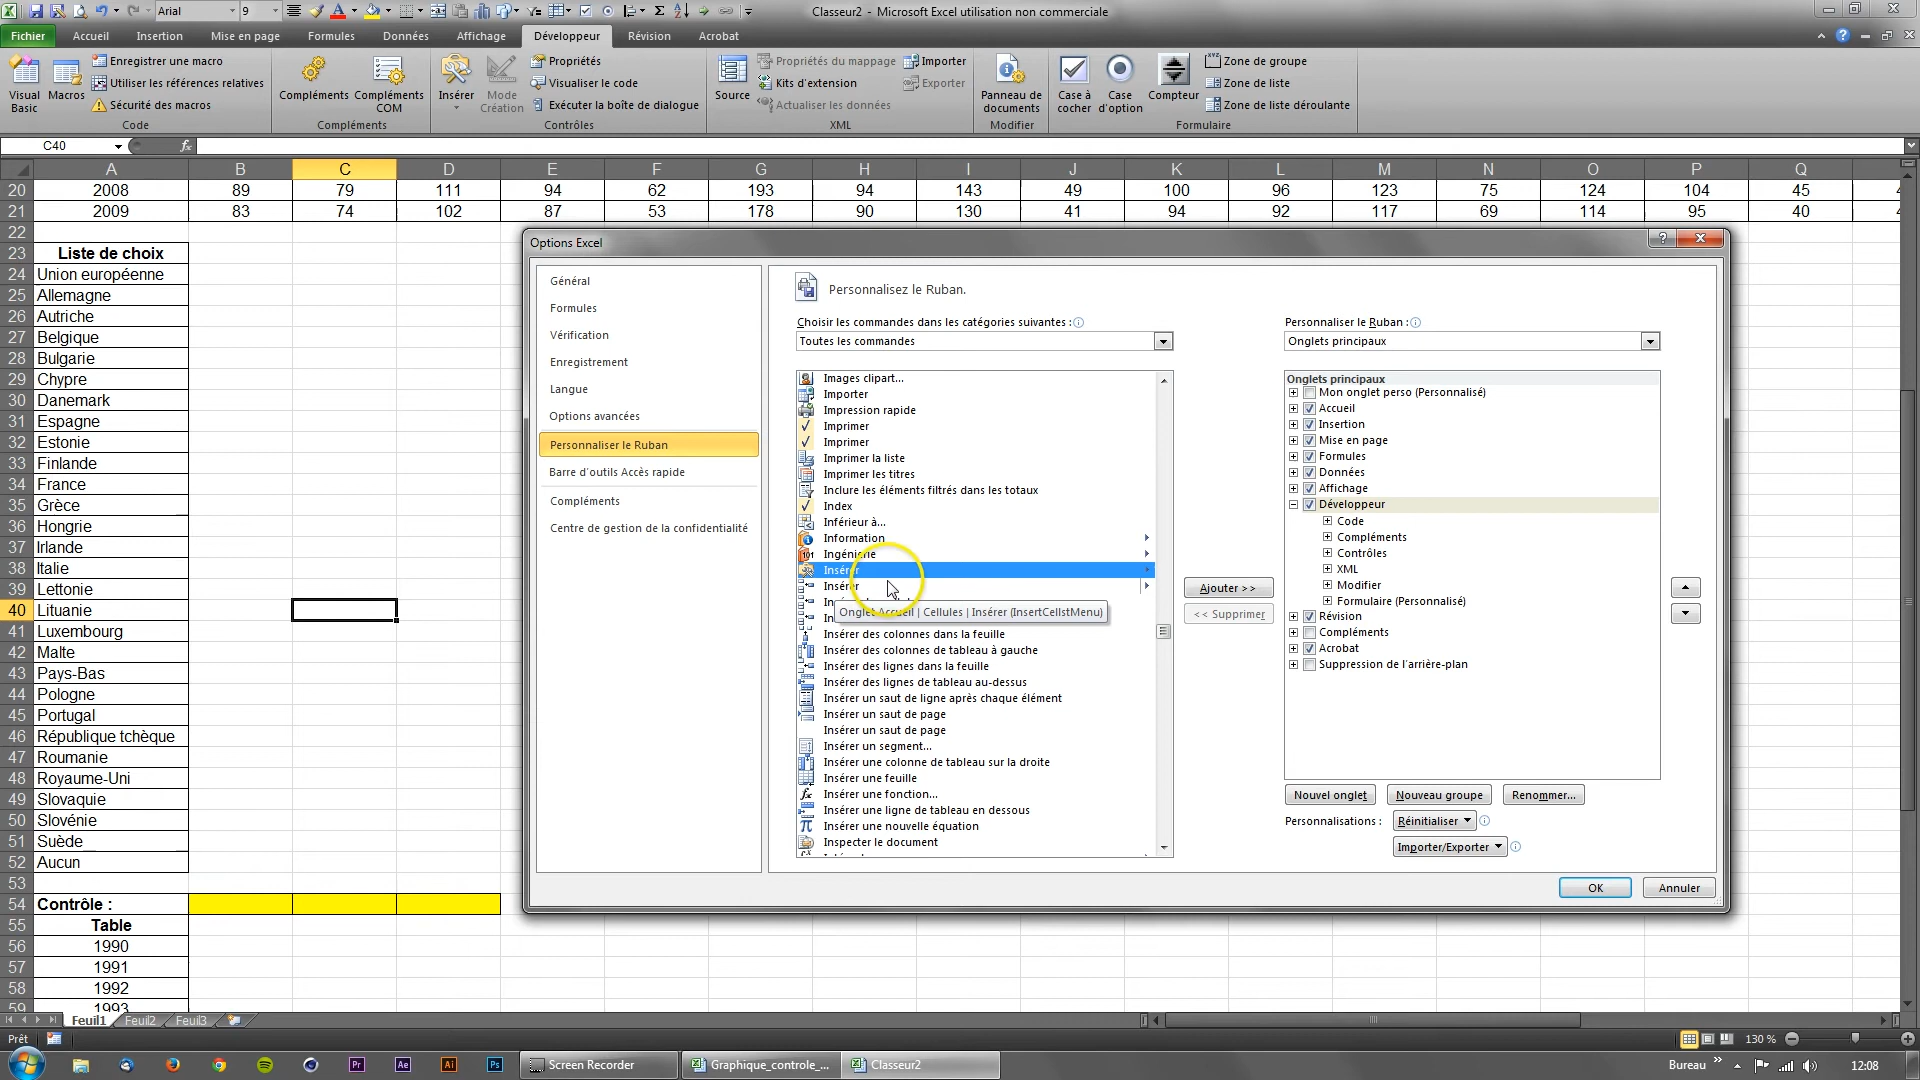 Arial 9 Classeur2 - Microsoft Excel utilisation non commerciale
Fichier Accueil Insertion Mise en page Formules Données Affichage Développeur Révision Acrobat
Visual Basic
Macros
Enregistrer une macro
Utiliser les références relatives
Sécurité des macros
Code
Compléments
Compléments COM
Compléments
Insérer
Mode Création
Propriétés
Visualiser le code
Exécuter la boîte de dialogue
Contrôles
Source
Propriétés du mappage
Kits d'extension
Actualiser les données
Importer
Exporter
XML
Panneau de documents
Modifier
Case à cocher
Case d'option
Compteur
Zone de groupe
Zone de liste
Zone de liste déroulante
Formulaire
C40 fx
A B C D E F G H I J K L M N O P Q
20 2008 89 79 111 94 62 193 94 143 49 100 96 123 75 124 104 45
21 2009 83 74 102 87 53 178 90 130 41 94 92 117 69 114 95 40
22
23 Liste de choix
24 Union européenne
25 Allemagne
26 Autriche
27 Belgique
28 Bulgarie
29 Chypre
30 Danemark
31 Espagne
32 Estonie
33 Finlande
34 France
35 Grèce
36 Hongrie
37 Irlande
38 Italie
39 Lettonie
40 Lituanie
41 Luxembourg
42 Malte
43 Pays-Bas
44 Pologne
45 Portugal
46 République tchèque
47 Roumanie
48 Royaume-Uni
49 Slovaquie
50 Slovénie
51 Suède
52 Aucun
53
54 Contrôle :
55 Table
56 1990
57 1991
58 1992
59 1993
Options Excel
Général
Formules
Vérification
Enregistrement
Langue
Options avancées
Personnaliser le Ruban
Barre d'outils Accès rapide
Compléments
Centre de gestion de la confidentialité
Personnalisez le Ruban.
Choisir les commandes dans les catégories suivantes :
Toutes les commandes
Images clipart...
Importer
Impression rapide
Imprimer
Imprimer
Imprimer la liste
Imprimer les titres
Inclure les éléments filtrés dans les totaux
Index
Inférieur à...
Information
Ingénierie
Insérer
Insérer
Onglet Accueil | Cellules | Insérer (InsertCellstMenu)
Insérer des colonnes dans la feuille
Insérer des colonnes de tableau à gauche
Insérer des lignes dans la feuille
Insérer des lignes de tableau au-dessus
Insérer un saut de ligne après chaque élément
Insérer un saut de page
Insérer un saut de page
Insérer un segment...
Insérer une colonne de tableau sur la droite
Insérer une feuille
Insérer une fonction...
Insérer une ligne de tableau en dessous
Insérer une nouvelle équation
Inspecter le document
Ajouter >>
<< Supprimer
Personnaliser le Ruban :
Onglets principaux
Onglets principaux
Mon onglet perso (Personnalisé)
Accueil
Insertion
Mise en page
Formules
Données
Affichage
Développeur
Code
Compléments
Contrôles
XML
Modifier
Formulaire (Personnalisé)
Révision
Compléments
Acrobat
Suppression de l'arrière-plan
Nouvel onglet Nouveau groupe Renommer...
Personnalisations : Réinitialiser
Importer/Exporter
OK Annuler
Feuil1 Feuil2 Feuil3
Prêt 130 %
Pr Ae Ai Ps Screen Recorder Graphique_controle_... Classeur2 Bureau 12:08